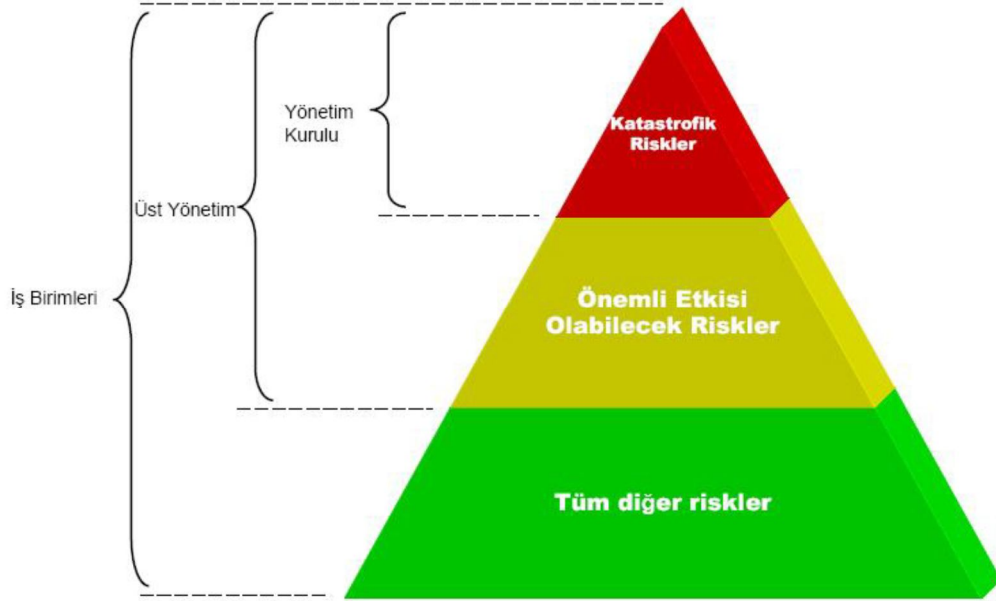 Yönetim
Kurulu
Üst Yönetim
İş Birimleri
Katastrofik
Riskler
Önemli Etkisi
Olabilecek Riskler
Tüm diğer riskler